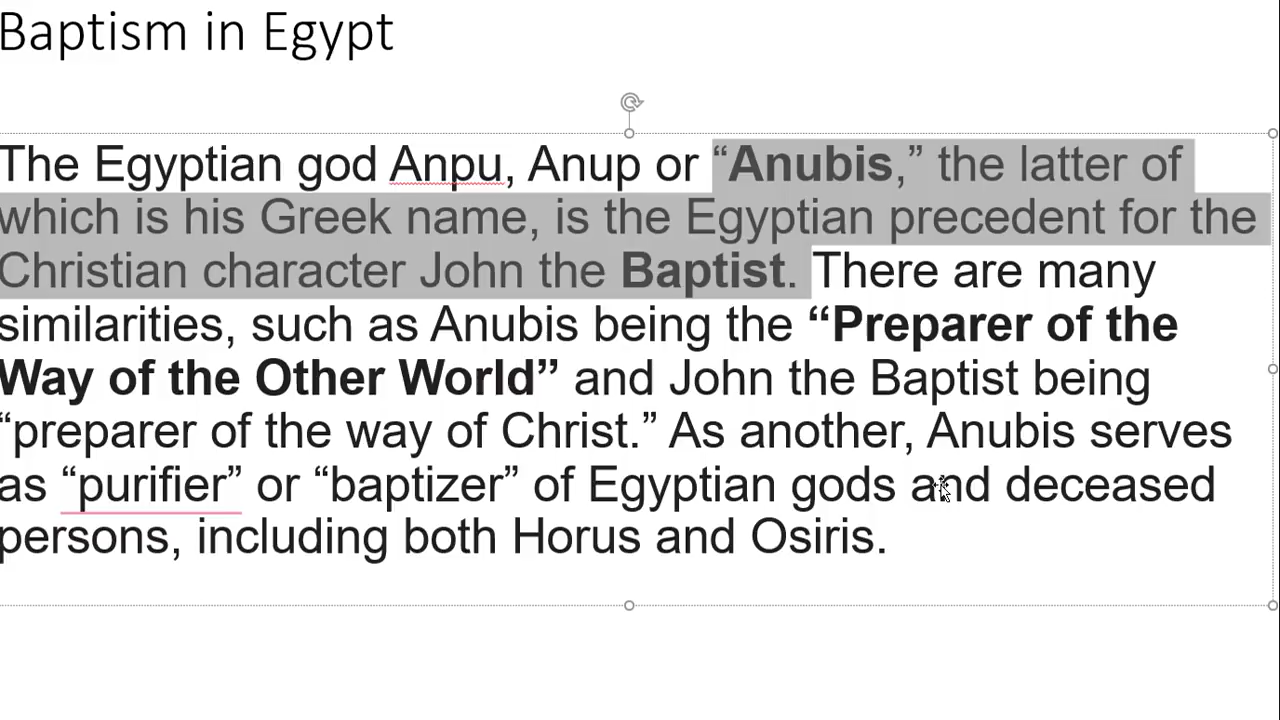 Baptism in Egypt
The Egyptian god Anpu, Anup or “Anubis,” the latter of
which is his Greek name, is the Egyptian precedent for the
Christian character John the Baptist. There are many
similarities, such as Anubis being the “Preparer of the
Way of the Other World” and John the Baptist being
“preparer of the way of Christ.” As another, Anubis serves
as “purifier” or “baptizer” of Egyptian gods and deceased
persons, including both Horus and Osiris.